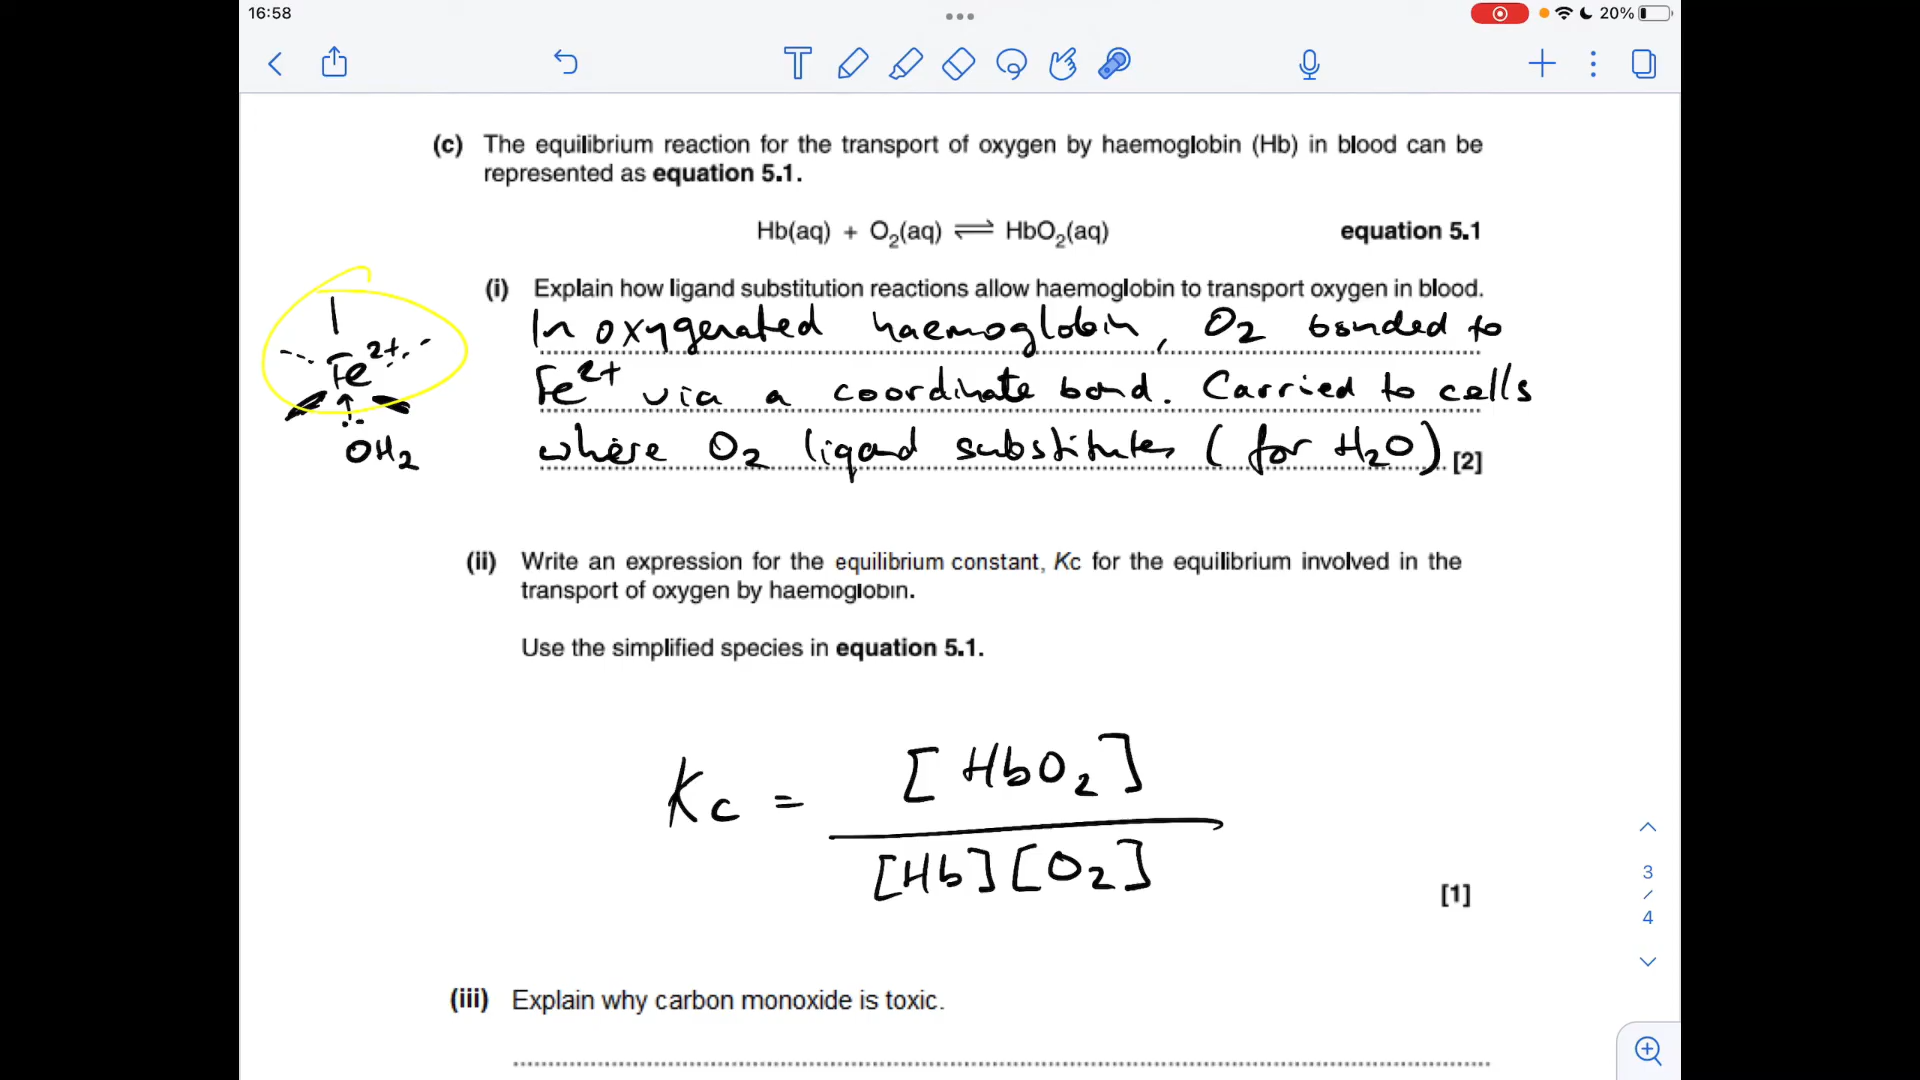 16:58
20%
(c) The equilibrium reaction for the transport of oxygen by haemoglobin (Hb) in blood can be
represented as equation 5.1.
Hb(aq) + O₂(aq) ⇌ HbO₂(aq) equation 5.1
(i) Explain how ligand substitution reactions allow haemoglobin to transport oxygen in blood.
In oxygenated haemoglobin, O₂ bonded to
Fe²⁺ via a coordinate bond. Carried to cells
where O₂ ligand substitutes (for H₂O) [2]
Fe²⁺
OH₂
(ii) Write an expression for the equilibrium constant, Kc for the equilibrium involved in the
transport of oxygen by haemoglobin.
Use the simplified species in equation 5.1.
Kc = [HbO₂]
[Hb][O₂]
[1]
3
/
4
(iii) Explain why carbon monoxide is toxic.